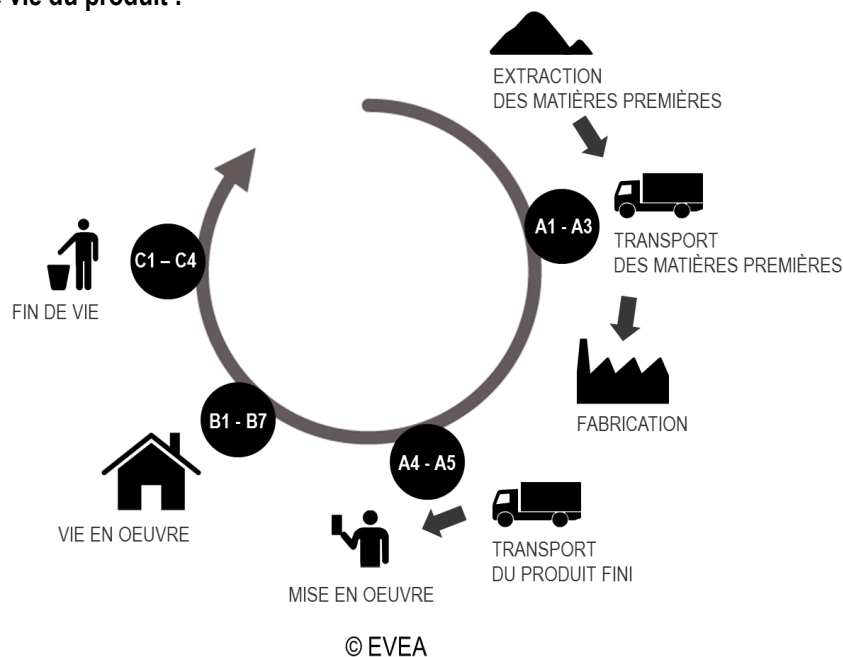 vie du produit :
EXTRACTION
DES MATIÈRES PREMIÈRES
A1 - A3
TRANSPORT
DES MATIÈRES PREMIÈRES
FABRICATION
A4 - A5
TRANSPORT
DU PRODUIT FINI
MISE EN OEUVRE
B1 - B7
VIE EN OEUVRE
C1 – C4
FIN DE VIE
© EVEA